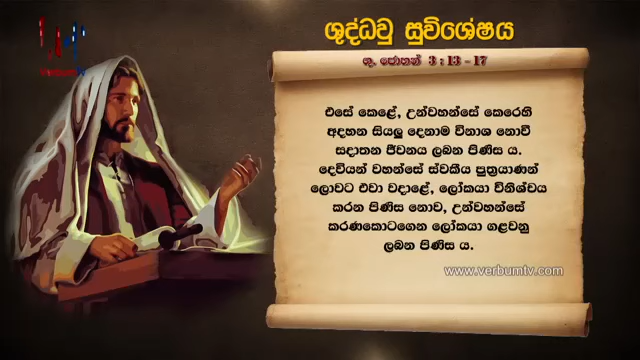 VerbumTV
ශුද්ධවූ සුවිශේෂය
ශු. ජොහන් 3 : 13 - 17
එසේ කෙළේ, උන්වහන්සේ කෙරෙහි
අදහන සියලු දෙනාම විනාශ නොවී
සදාතන ජීවනය ලබන පිණිස ය.
දෙවියන් වහන්සේ ස්වකීය පුත්‍රයාණන්
ලොවට එවා වදාළේ, ලෝකයා විනිශ්චය
කරන පිණිස නොව, උන්වහන්සේ
කරණකොටගෙන ලෝකයා ගළවනු
ලබන පිණිස ය.
www.verbumtv.com